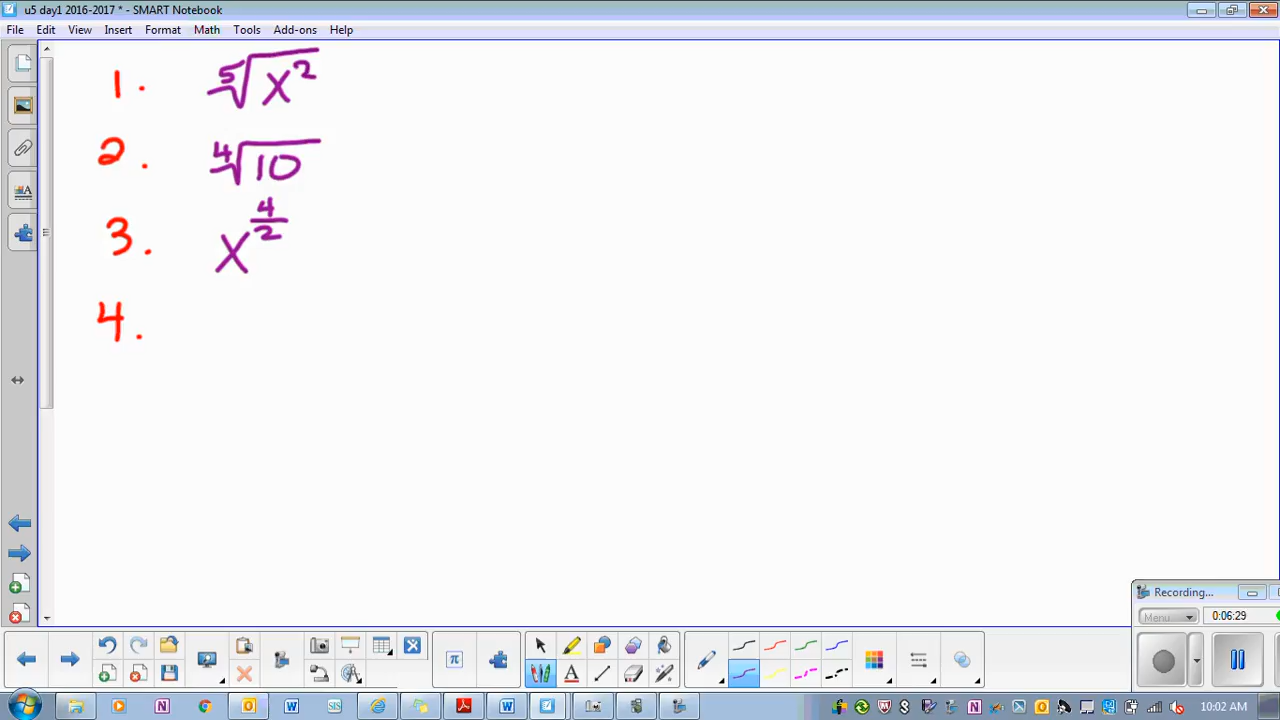 u5 day1 2016-2017 * - SMART Notebook
File Edit View Insert Format Math Tools Add-ons Help
1. ⁵√x²
2. ⁴√10
3. x^(4/2)
4.
Recording...
Menu 0:06:29
10:02 AM